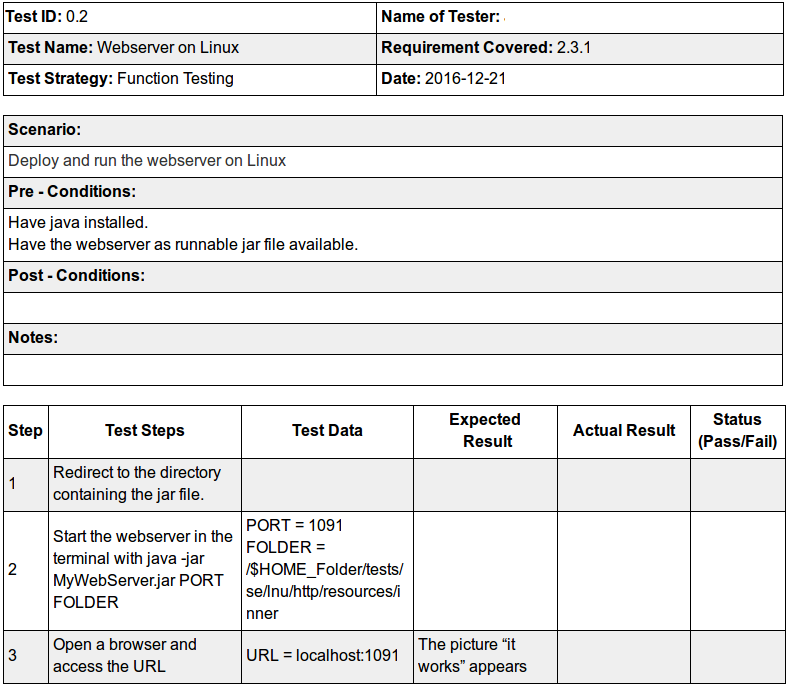 Test ID: 0.2
Name of Tester:
Test Name: Webserver on Linux
Requirement Covered: 2.3.1
Test Strategy: Function Testing
Date: 2016-12-21
Scenario:
Deploy and run the webserver on Linux
Pre - Conditions:
Have java installed.
Have the webserver as runnable jar file available.
Post - Conditions:
Notes:
Step
Test Steps
Test Data
Expected
Result
Actual Result
Status
(Pass/Fail)
1
Redirect to the directory
containing the jar file.
2
Start the webserver in the
terminal with java -jar
MyWebServer.jar PORT
FOLDER
PORT = 1091
FOLDER =
/$HOME_Folder/tests/
se/lnu/http/resources/i
nner
3
Open a browser and
access the URL
URL = localhost:1091
The picture “it
works” appears